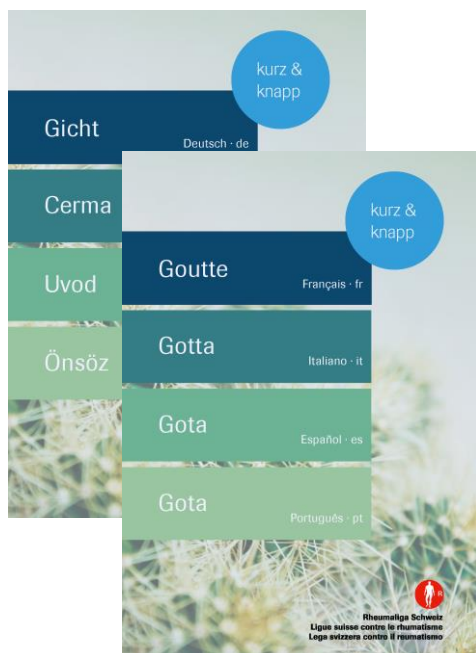 kurz &
knapp
Gicht
Deutsch · de
Cerma
Uvod
Önsöz
kurz &
knapp
Goutte
Français · fr
Gotta
Italiano · it
Gota
Español · es
Gota
Português · pt
R
Rheumaliga Schweiz
Ligue suisse contre le rhumatisme
Lega svizzera contro il reumatismo